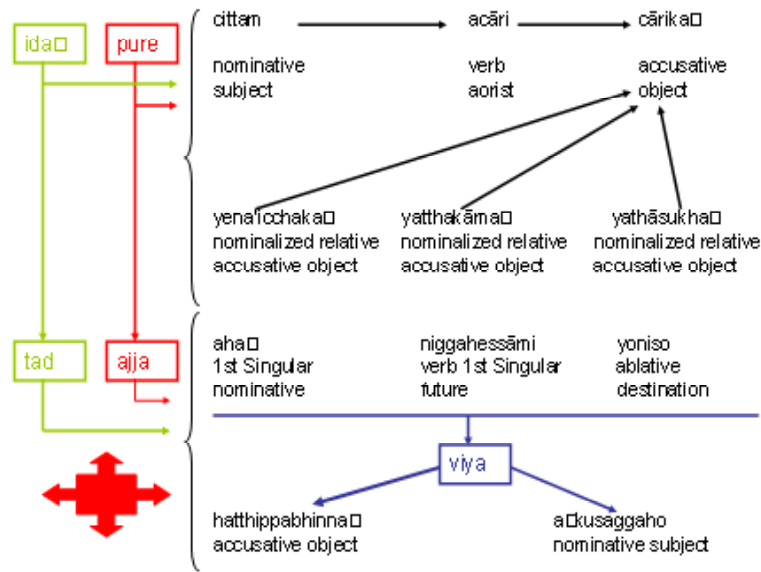 cittam acāri cārika□
ida□ pure
nominative verb accusative
subject aorist object
yena'icchaka□ yatthakāma□ yathāsukha□
nominalized relative nominalized relative nominalized relative
accusative object accusative object accusative object
aha□ niggahessāmi yoniso
tad ajja 1st Singular verb 1st Singular ablative
nominative future destination
viya
hatthippabhinna□ a□kusaggaho
accusative object nominative subject